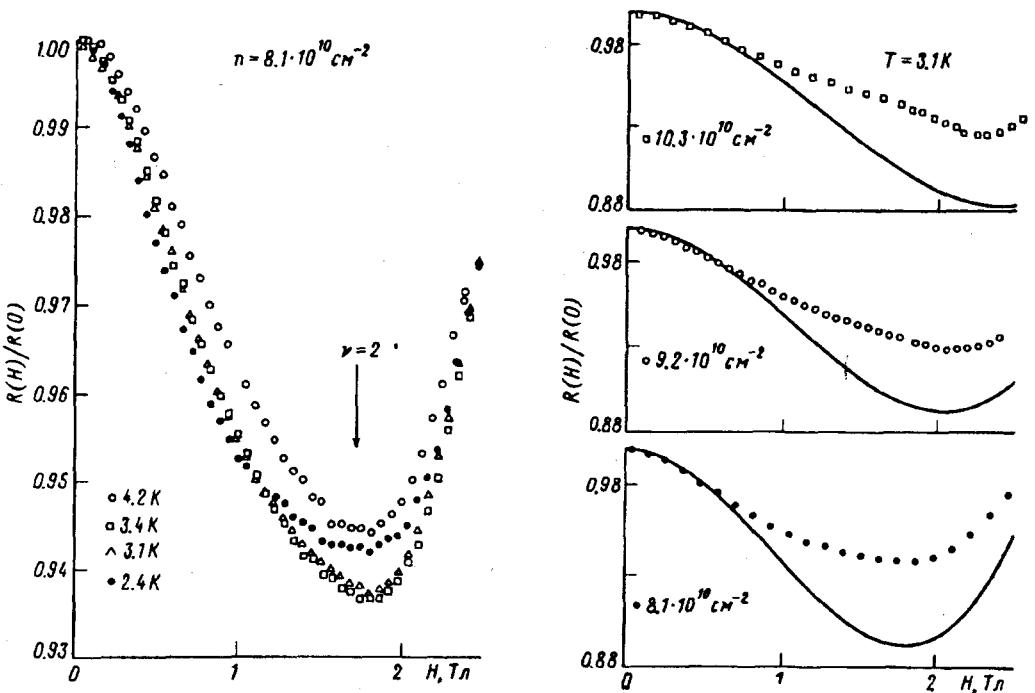 R(H)/R(0)
1.00
0.99
0.98
0.97
0.96
0.95
0.94
0.93
n = 8.1·10¹⁰ см⁻²
ν = 2
○ 4.2 K
□ 3.4 K
△ 3.1 K
● 2.4 K
0
1
2
H, Тл
R(H)/R(0)
0.98
0.88
T = 3.1 K
□ 10.3·10¹⁰ см⁻²
1
2
0.98
0.88
○ 9.2·10¹⁰ см⁻²
0,98
0.88
● 8.1·10¹⁰ см⁻²
0
1
2
H, Тл